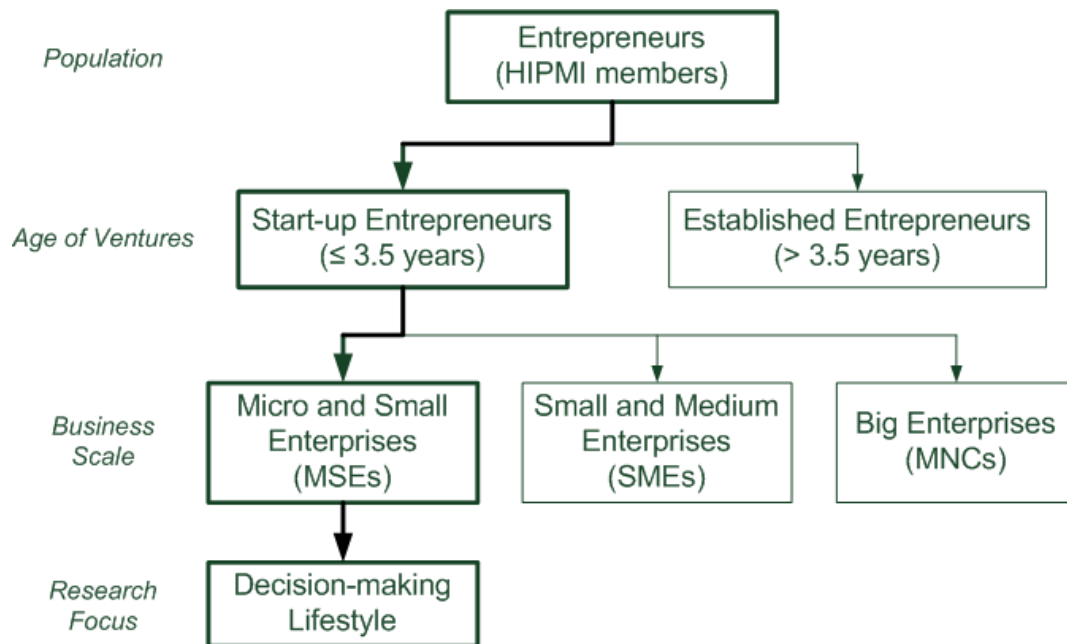 Population
Entrepreneurs
(HIPMI members)
Age of Ventures
Start-up Entrepreneurs
(≤ 3.5 years)
Established Entrepreneurs
(> 3.5 years)
Business
Scale
Micro and Small
Enterprises
(MSEs)
Small and Medium
Enterprises
(SMEs)
Big Enterprises
(MNCs)
Research
Focus
Decision-making
Lifestyle